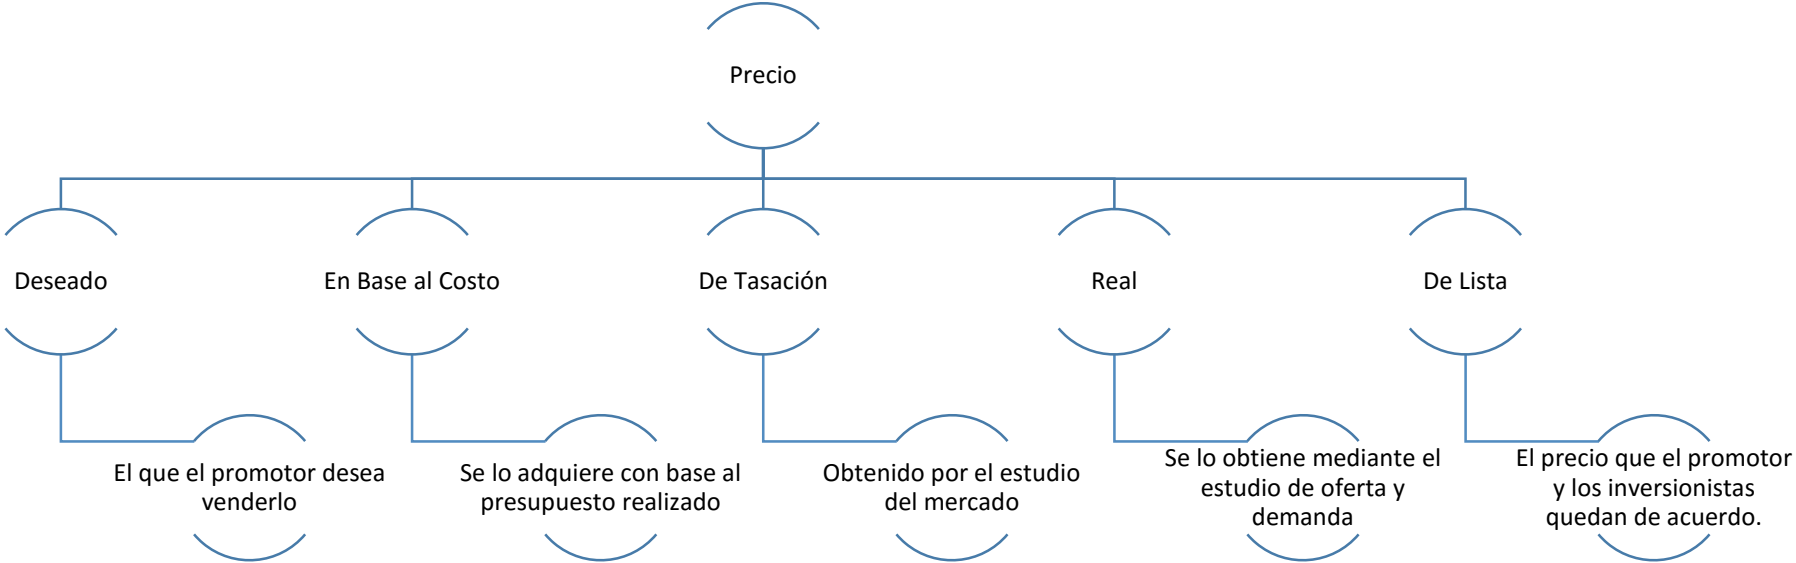 Precio
Deseado
En Base al Costo
De Tasación
Real
De Lista
El que el promotor desea
venderlo
Se lo adquiere con base al
presupuesto realizado
Obtenido por el estudio
del mercado
Se lo obtiene mediante el
estudio de oferta y
demanda
El precio que el promotor
y los inversionistas
quedan de acuerdo.